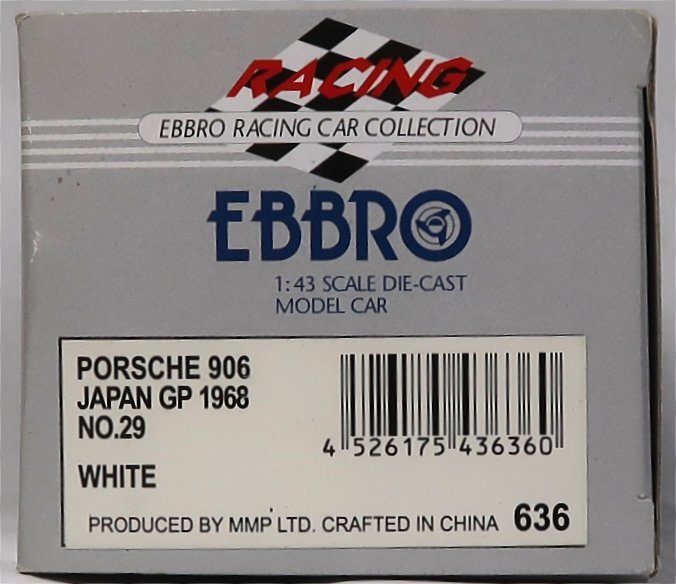 RACING
EBBRO RACING CAR COLLECTION
EBBRO
1:43 SCALE DIE-CAST
MODEL CAR
PORSCHE 906
JAPAN GP 1968
NO.29
WHITE
4 526175 436360
PRODUCED BY MMP LTD. CRAFTED IN CHINA 636